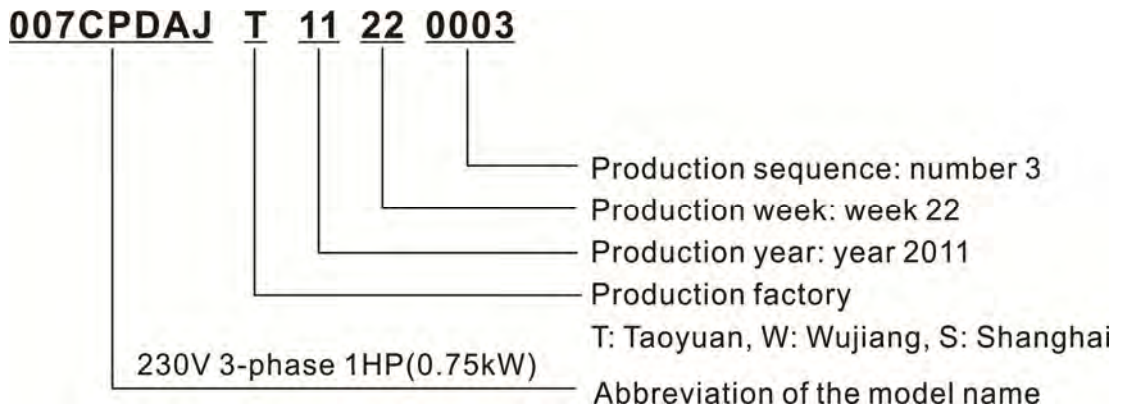 007CPDAJ T 11 22 0003
Production sequence: number 3
Production week: week 22
Production year: year 2011
Production factory
T: Taoyuan, W: Wujiang, S: Shanghai
230V 3-phase 1HP(0.75kW)
Abbreviation of the model name